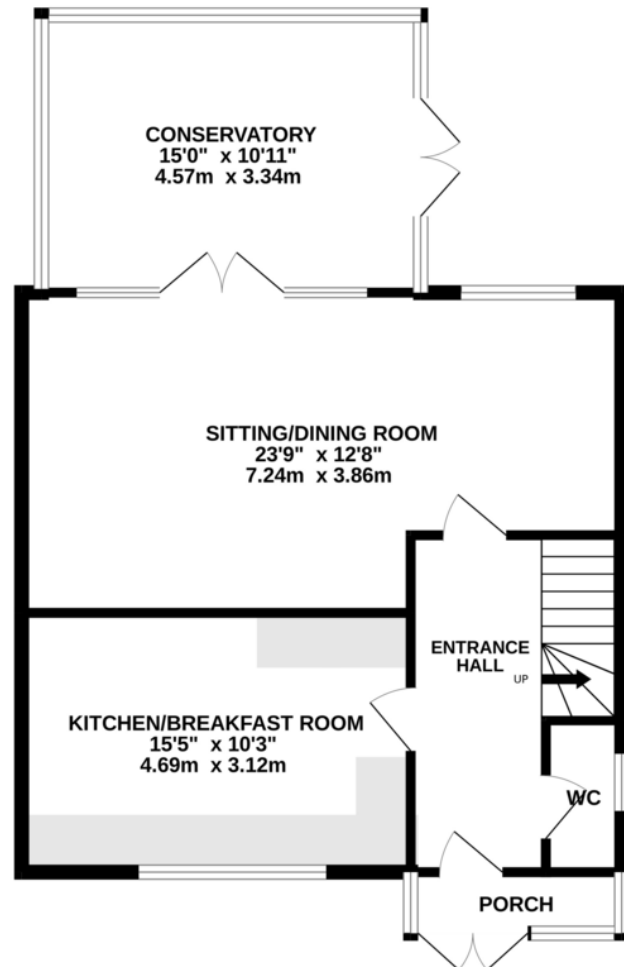 CONSERVATORY
15'0" x 10'11"
4.57m x 3.34m
SITTING/DINING ROOM
23'9" x 12'8"
7.24m x 3.86m
ENTRANCE
HALL
UP
KITCHEN/BREAKFAST ROOM
15'5" x 10'3"
4.69m x 3.12m
WC
PORCH